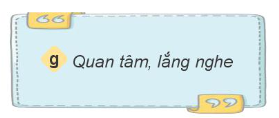 g Quan tâm, lắng nghe